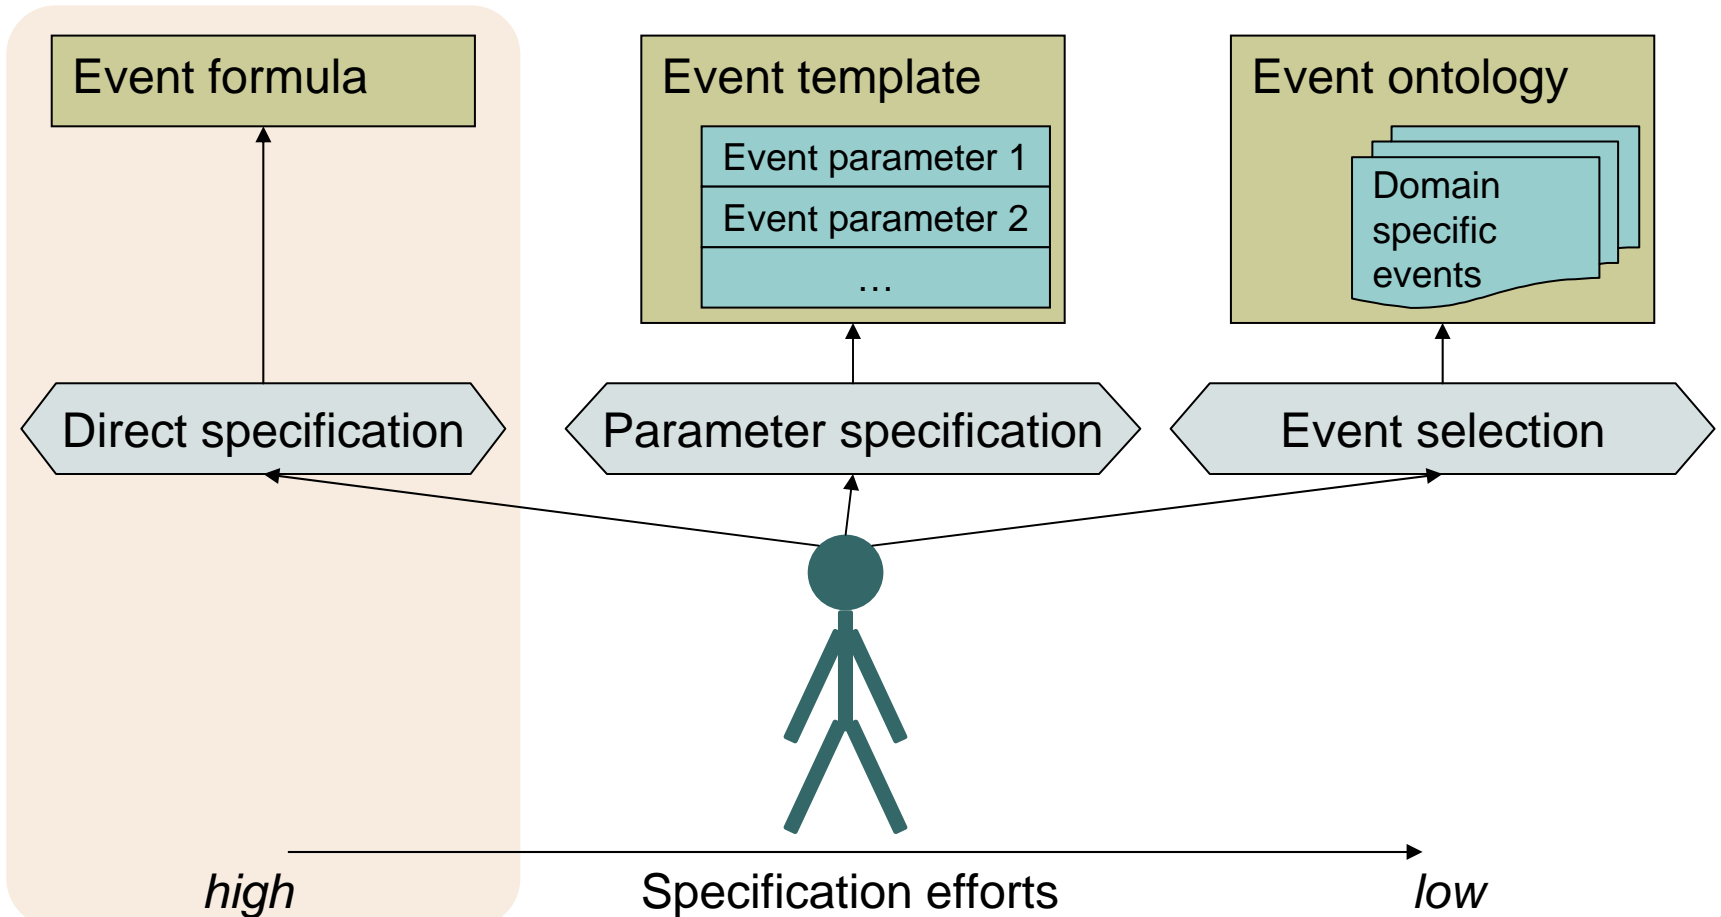 Event formula
Event template
Event parameter 1
Event parameter 2
…
Event ontology
Domain
specific
events
Direct specification
Parameter specification
Event selection
high
Specification efforts
low